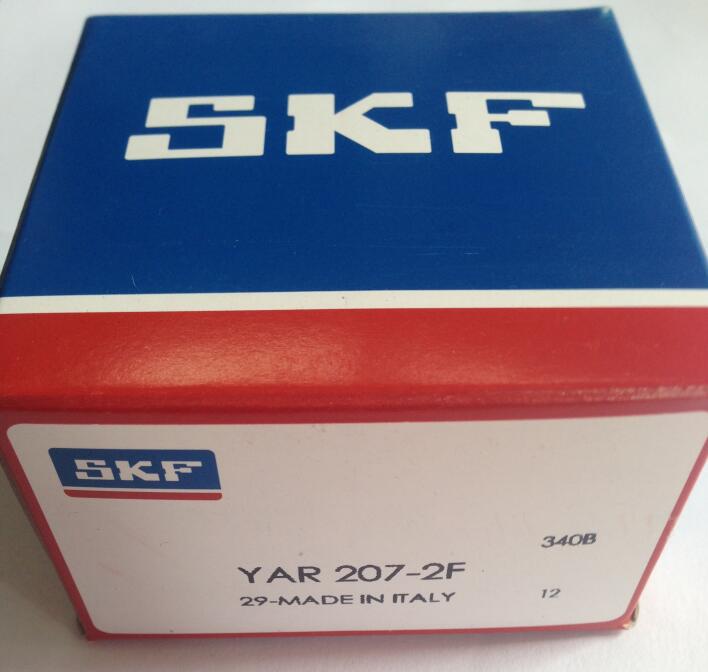 SKF
SKF
340B
YAR 207-2F
29-MADE IN ITALY 12